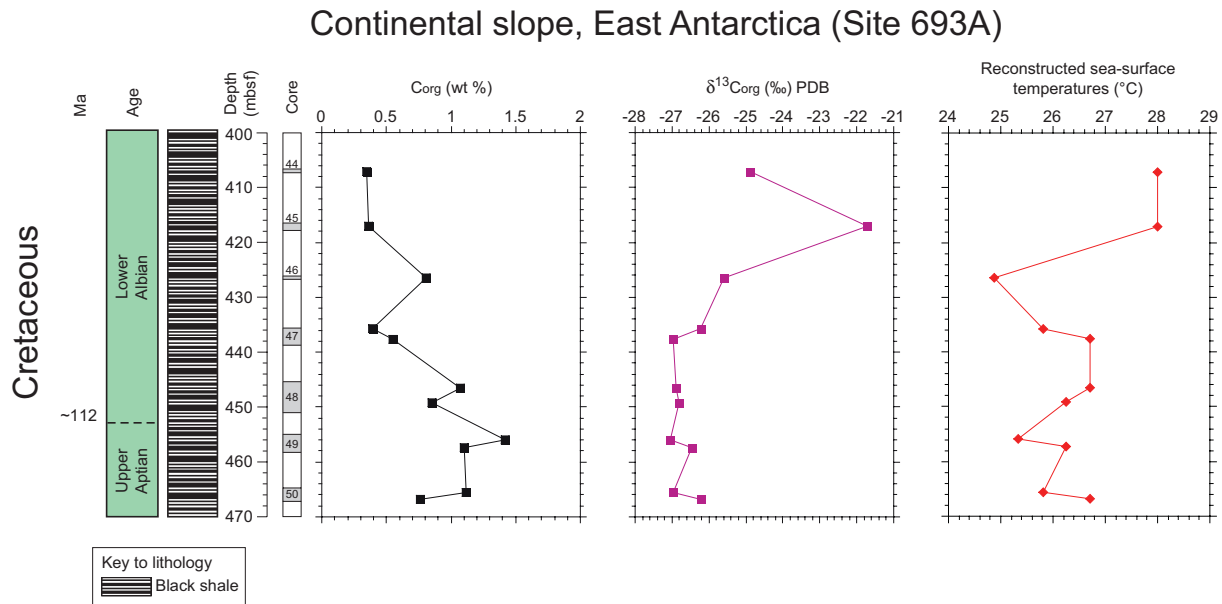 Continental slope, East Antarctica (Site 693A)
Ma
Age
Depth
(mbsf)
Core
Corg (wt %)
δ13Corg (‰) PDB
Reconstructed sea-surface
temperatures (°C)
0 0.5 1 1.5 2
-28 -27 -26 -25 -24 -23 -22 -21
24 25 26 27 28 29
400
410
420
430
440
450
460
470
44
45
46
47
48
49
50
Cretaceous
Lower
Albian
~112
Upper
Aptian
Key to lithology
Black shale